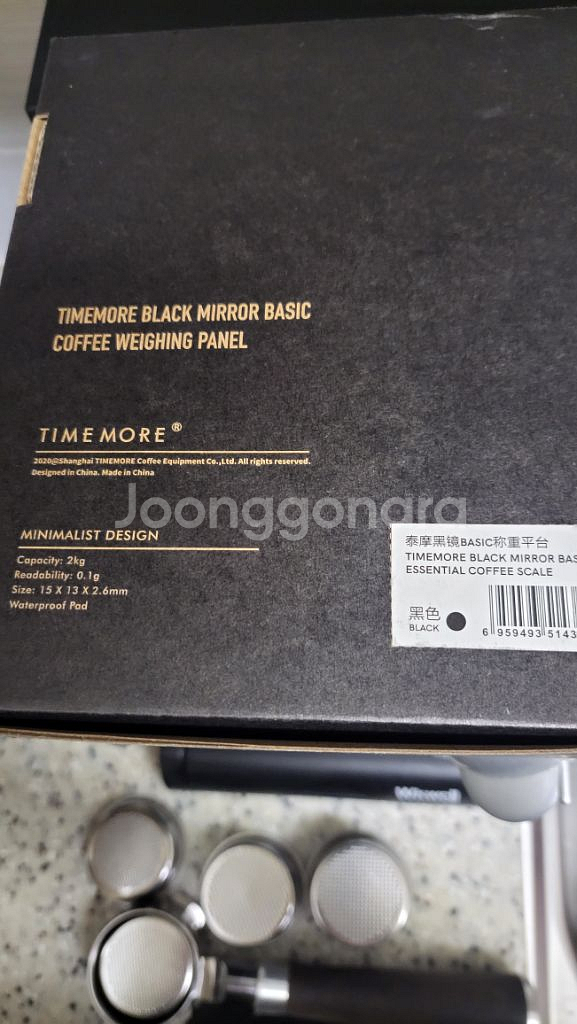 TIMEMORE BLACK MIRROR BASIC
COFFEE WEIGHING PANEL
TIMEMORE®
2020@Shanghai TIMEMORE Coffee Equipment Co.,Ltd. All rights reserved.
Designed in China. Made in China
Joonggonara
MINIMALIST DESIGN
Capacity: 2kg
Readability: 0.1g
Size: 15 X 13 X 2.6mm
Waterproof Pad
泰摩黑镜BASIC称重平台
TIMEMORE BLACK MIRROR BAS
ESSENTIAL COFFEE SCALE
黑色
BLACK
6 959493 5143